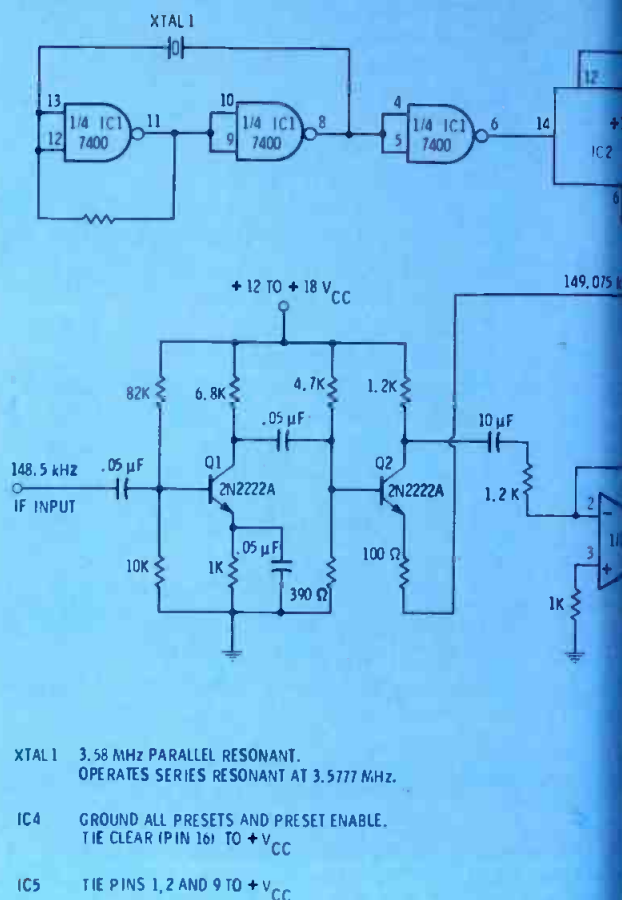 XTAL 1
13
12
1/4 IC1
7400
11
10
9
1/4 IC1
7400
8
4
5
1/4 IC1
7400
6
14
12
IC2
6
+ 12 TO + 18 VCC
149.075
82K
6.8K
4.7K
1.2K
.05 µF
10 µF
148.5 kHz
IF INPUT
.05 µF
Q1
2N2222A
Q2
2N2222A
1.2 K
2
3
10K
1K
.05 µF
390 Ω
100 Ω
1K
XTAL 1 3.58 MHz PARALLEL RESONANT.
OPERATES SERIES RESONANT AT 3.5777 MHz.
IC4 GROUND ALL PRESETS AND PRESET ENABLE.
TIE CLEAR (PIN 16) TO + VCC
IC5 TIE PINS 1, 2 AND 9 TO + VCC